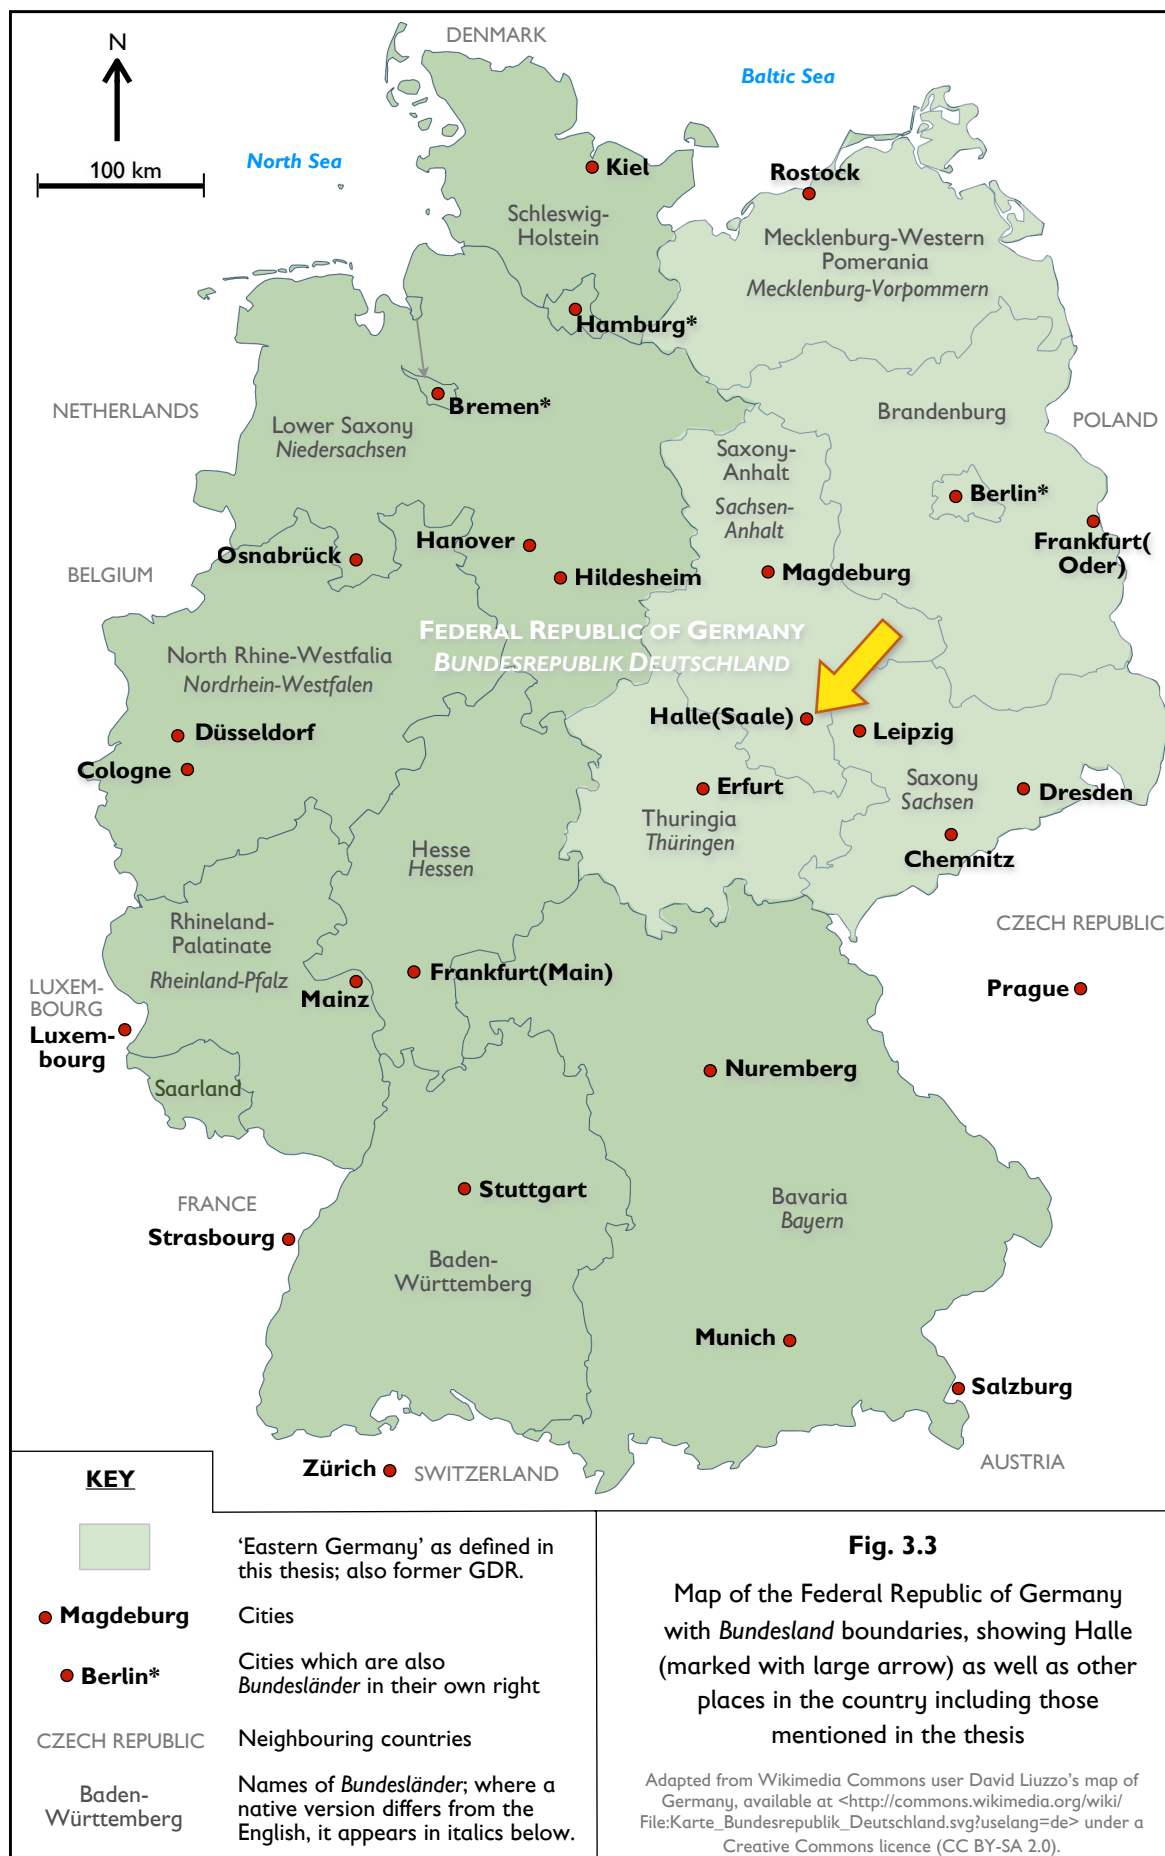 DENMARK
N
Baltic Sea
North Sea
100 km
Kiel
Rostock
Schleswig-
Holstein
Mecklenburg-Western
Pomerania
Mecklenburg-Vorpommern
Hamburg*
NETHERLANDS
Bremen*
Lower Saxony
Niedersachsen
Brandenburg
POLAND
Saxony-
Anhalt
Sachsen-
Anhalt
Berlin*
Frankfurt(
Oder)
Hanover
Osnabrück
BELGIUM
Hildesheim
Magdeburg
FEDERAL REPUBLIC OF GERMANY
BUNDESREPUBLIK DEUTSCHLAND
North Rhine-Westfalia
Nordrhein-Westfalen
Halle(Saale)
Leipzig
Düsseldorf
Cologne
Erfurt
Saxony
Sachsen
Dresden
Thuringia
Thüringen
Chemnitz
Hesse
Hessen
Rhineland-
Palatinate
Rheinland-Pfalz
CZECH REPUBLIC
Frankfurt(Main)
Mainz
Prague
LUXEM-
BOURG
Luxem-
bourg
Saarland
Nuremberg
Stuttgart
FRANCE
Strasbourg
Bavaria
Bayern
Baden-
Württemberg
Munich
Salzburg
AUSTRIA
Zürich
SWITZERLAND
KEY
‘Eastern Germany’ as defined in
this thesis; also former GDR.
Magdeburg
Cities
Berlin*
Cities which are also
Bundesländer in their own right
CZECH REPUBLIC
Neighbouring countries
Baden-
Württemberg
Names of Bundesländer; where a
native version differs from the
English, it appears in italics below.
Fig. 3.3
Map of the Federal Republic of Germany
with Bundesland boundaries, showing Halle
(marked with large arrow) as well as other
places in the country including those
mentioned in the thesis
Adapted from Wikimedia Commons user David Liuzzo’s map of
Germany, available at <http://commons.wikimedia.org/wiki/
File:Karte_Bundesrepublik_Deutschland.svg?uselang=de> under a
Creative Commons licence (CC BY-SA 2.0).